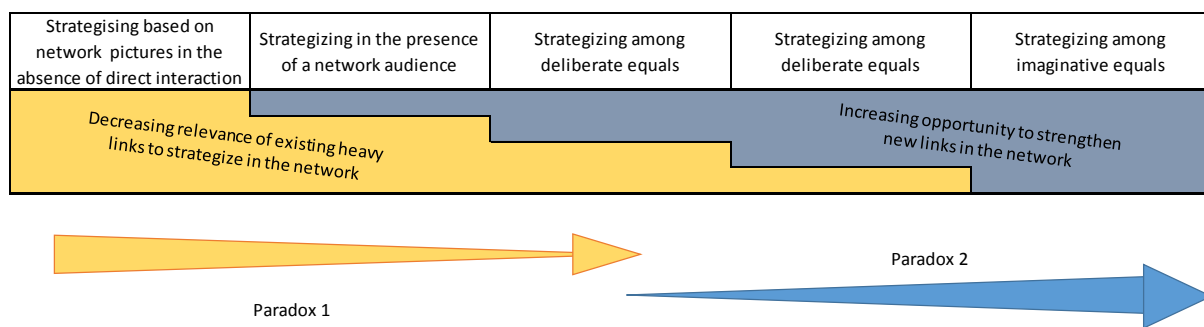 Strategising based on
network pictures in the
absence of direct interaction
Strategizing in the presence
of a network audience
Strategizing among
deliberate equals
Strategizing among
deliberate equals
Strategizing among
imaginative equals
Decreasing relevance of existing heavy
links to strategize in the network
Increasing opportunity to strengthen
new links in the network
Paradox 1
Paradox 2